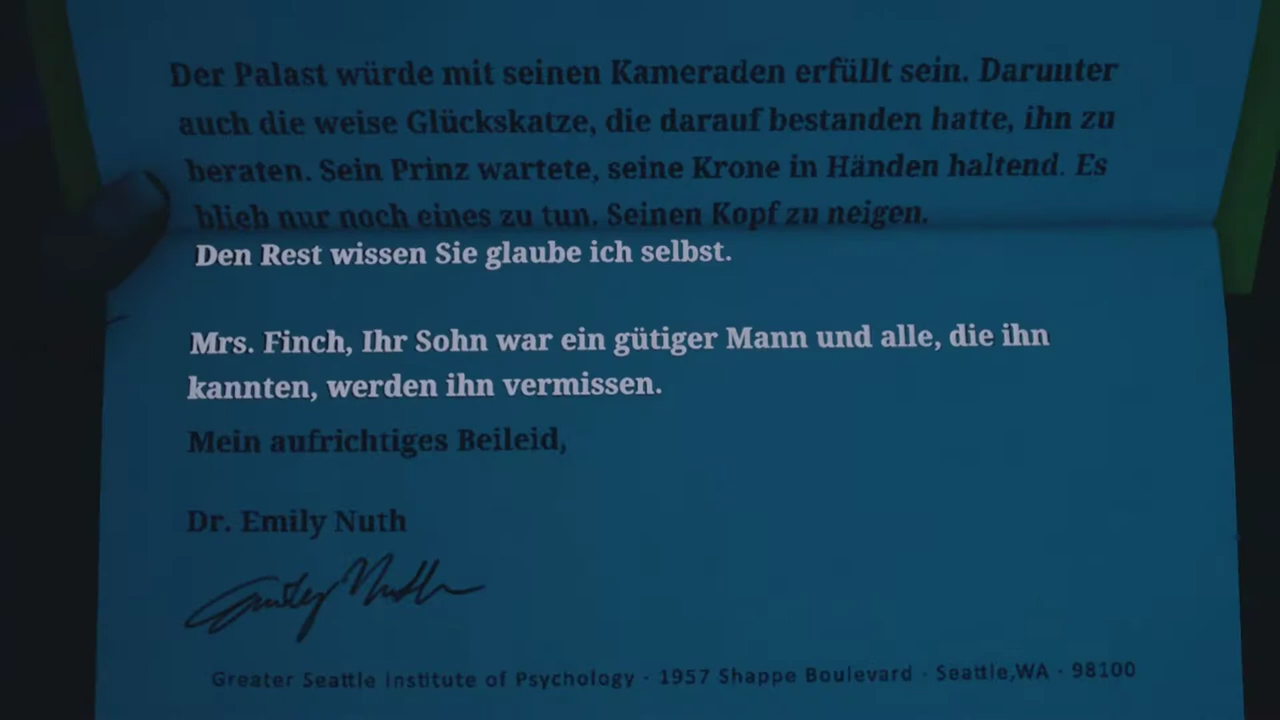 Der Palast würde mit seinen Kameraden erfüllt sein. Darunter
auch die weise Glückskatze, die darauf bestanden hatte, ihn zu
beraten. Sein Prinz wartete, seine Krone in Händen haltend. Es
blieb nur noch eines zu tun. Seinen Kopf zu neigen.
Den Rest wissen Sie glaube ich selbst.
Mrs. Finch, Ihr Sohn war ein gütiger Mann und alle, die ihn
kannten, werden ihn vermissen.
Mein aufrichtiges Beileid,
Dr. Emily Nuth
Emily Nuth
Greater Seattle Institute of Psychology · 1957 Shappe Boulevard · Seattle,WA · 98100